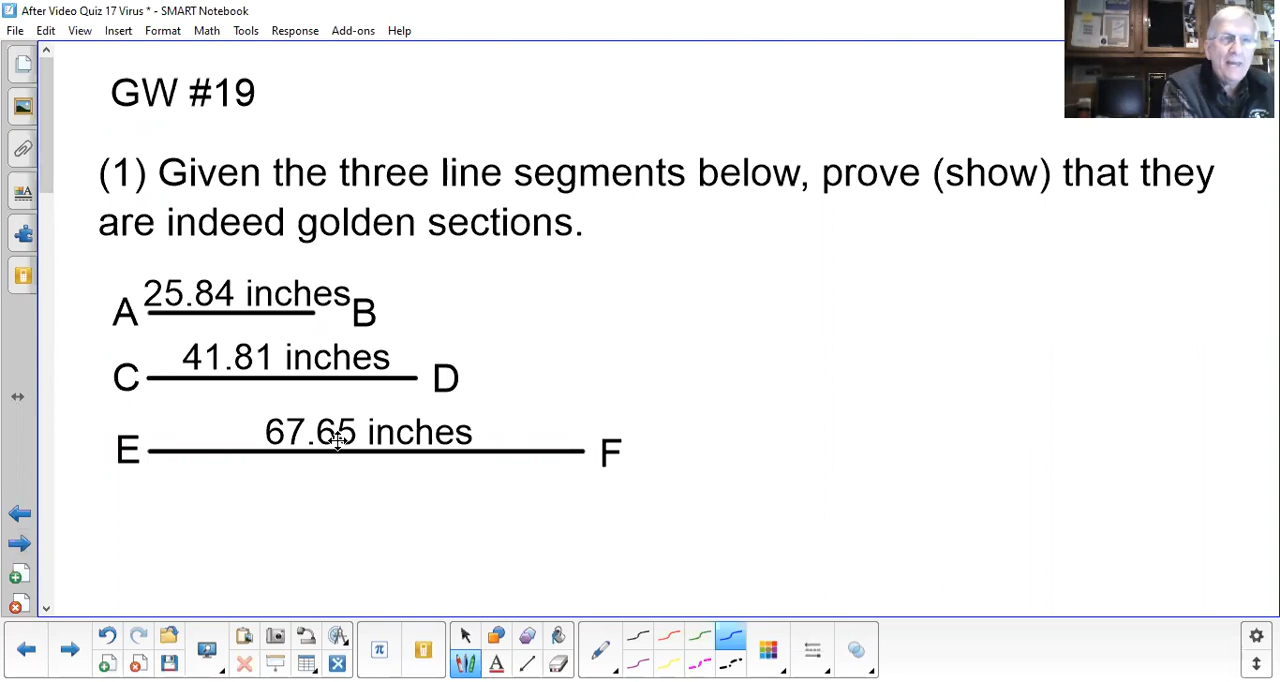 After Video Quiz 17 Virus * - SMART Notebook
File Edit View Insert Format Math Tools Response Add-ons Help
GW #19
(1) Given the three line segments below, prove (show) that they
are indeed golden sections.
25.84 inches
A B
41.81 inches
C D
67.65 inches
E F
π
A